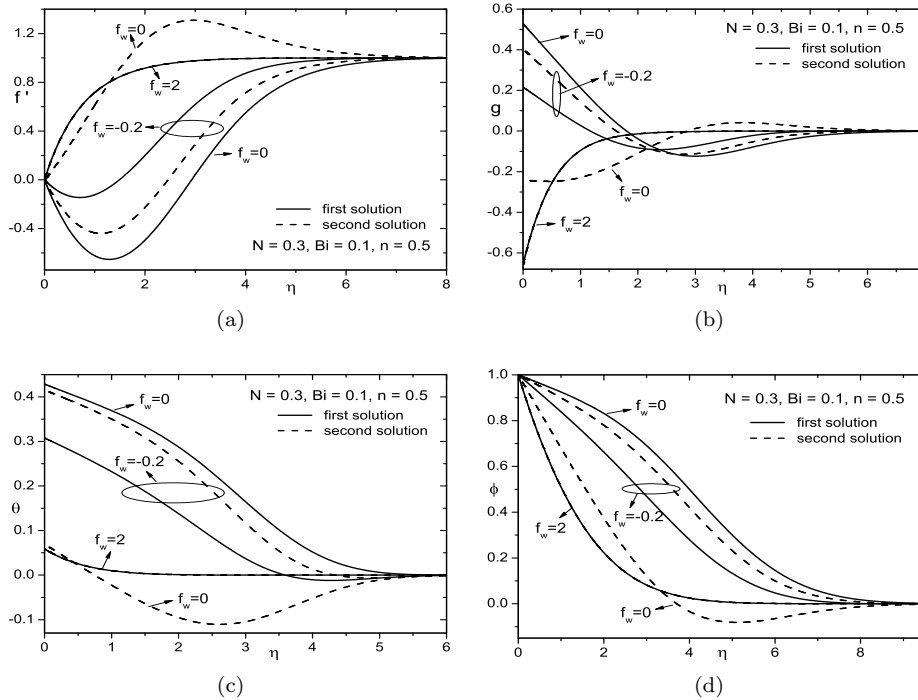 f_w=0
f_w=2
f_w=-0.2
f_w=0
first solution
second solution
N = 0.3, Bi = 0.1, n = 0.5
f '
1.2
0.8
0.4
0.0
-0.4
0 2 4 6 8
η
(a)
N = 0.3, Bi = 0.1, n = 0.5
first solution
second solution
f_w=0
f_w=-0.2
f_w=0
f_w=2
g
0.6
0.4
0.2
0.0
-0.2
-0.4
-0.6
0 1 2 3 4 5 6
η
(b)
N = 0.3, Bi = 0.1, n = 0.5
first solution
second solution
f_w=0
f_w=-0.2
f_w=2
f_w=0
θ
0.4
0.3
0.2
0.1
0.0
-0.1
0 1 2 3 4 5 6
η
(c)
N = 0.3, Bi = 0.1, n = 0.5
first solution
second solution
f_w=0
f_w=-0.2
f_w=2
f_w=0
ϕ
1.0
0.8
0.6
0.4
0.2
0.0
0 2 4 6 8
η
(d)